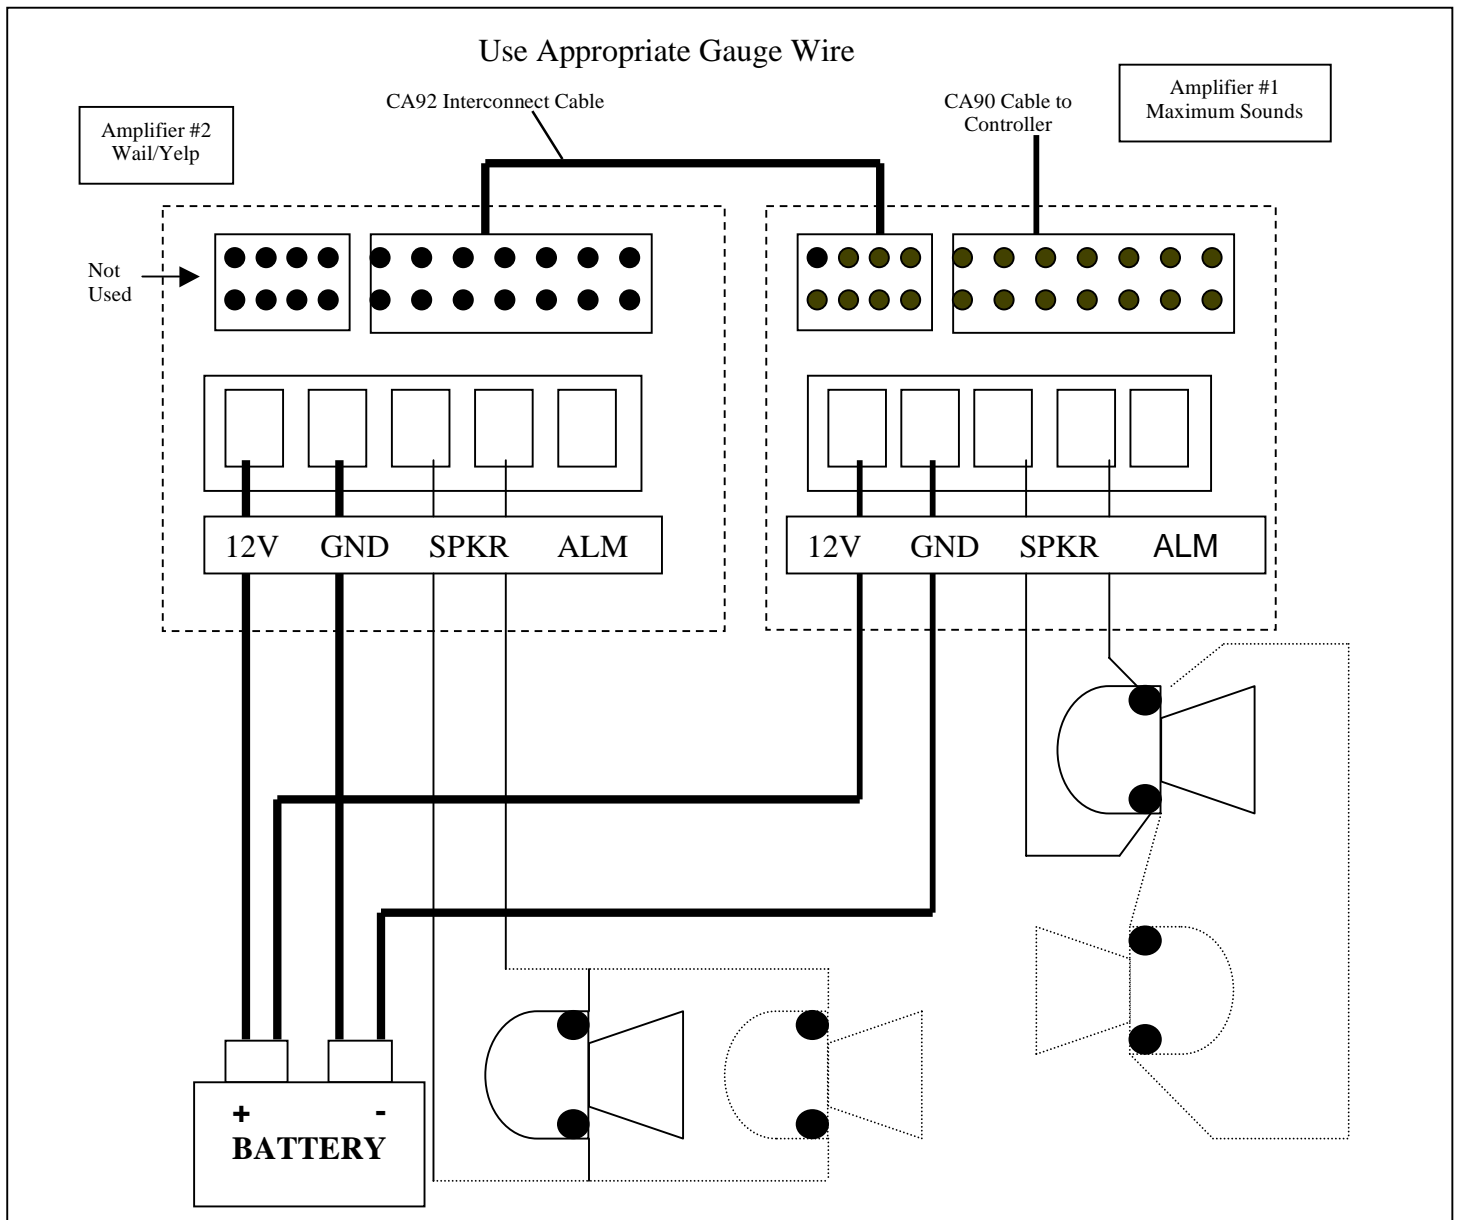 Use Appropriate Gauge Wire
CA92 Interconnect Cable
CA90 Cable to
Controller
Amplifier #1
Maximum Sounds
Amplifier #2
Wail/Yelp
Not
Used
12V GND SPKR ALM
12V GND SPKR ALM
+ -
BATTERY